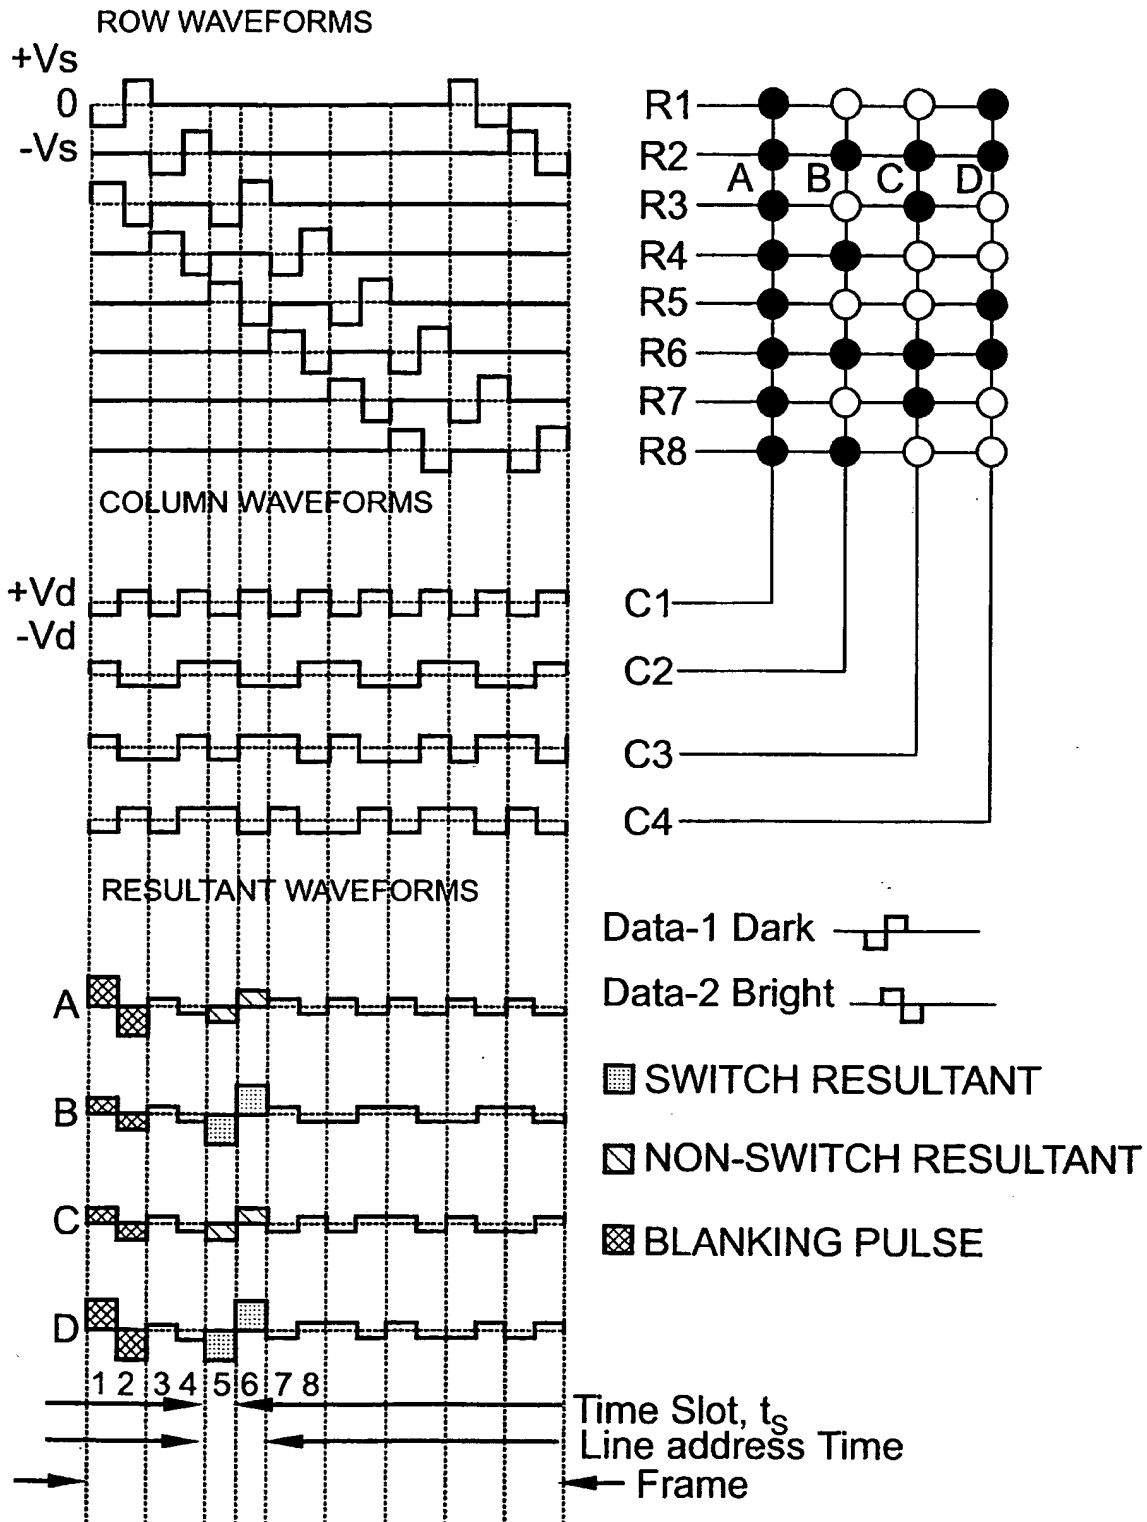 ROW WAVEFORMS
+Vs
0
-Vs
R1
R2
A B C D
R3
R4
R5
R6
R7
R8
COLUMN WAVEFORMS
+Vd
-Vd
C1
C2
C3
C4
RESULTANT WAVEFORMS
Data-1 Dark
Data-2 Bright
A
B
C
D
SWITCH RESULTANT
NON-SWITCH RESULTANT
BLANKING PULSE
1 2 3 4 5 6 7 8
Time Slot, ts
Line address Time
Frame